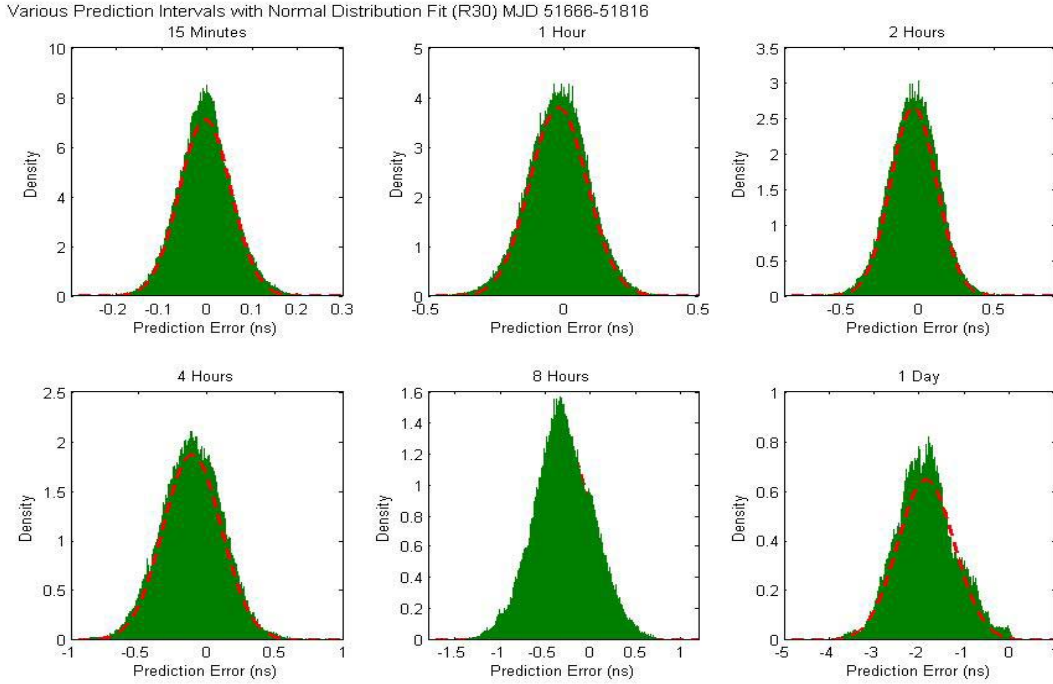 Various Prediction Intervals with Normal Distribution Fit (R30) MJD 51666-51816
15 Minutes
10
8
6
4
2
0
Density
-0.2 -0.1 0 0.1 0.2 0.3
Prediction Error (ns)
1 Hour
5
4
3
2
1
0
Density
-0.5 0 0.5
Prediction Error (ns)
2 Hours
3.5
3
2.5
2
1.5
1
0.5
0
Density
-0.5 0 0.5
Prediction Error (ns)
4 Hours
2.5
2
1.5
1
0.5
0
Density
-1 -0.5 0 0.5 1
Prediction Error (ns)
8 Hours
1.6
1.4
1.2
1
0.8
0.6
0.4
0.2
0
Density
-1.5 -1 -0.5 0 0.5 1
Prediction Error (ns)
1 Day
1
0.8
0.6
0.4
0.2
0
Density
-5 -4 -3 -2 -1 0 1
Prediction Error (ns)